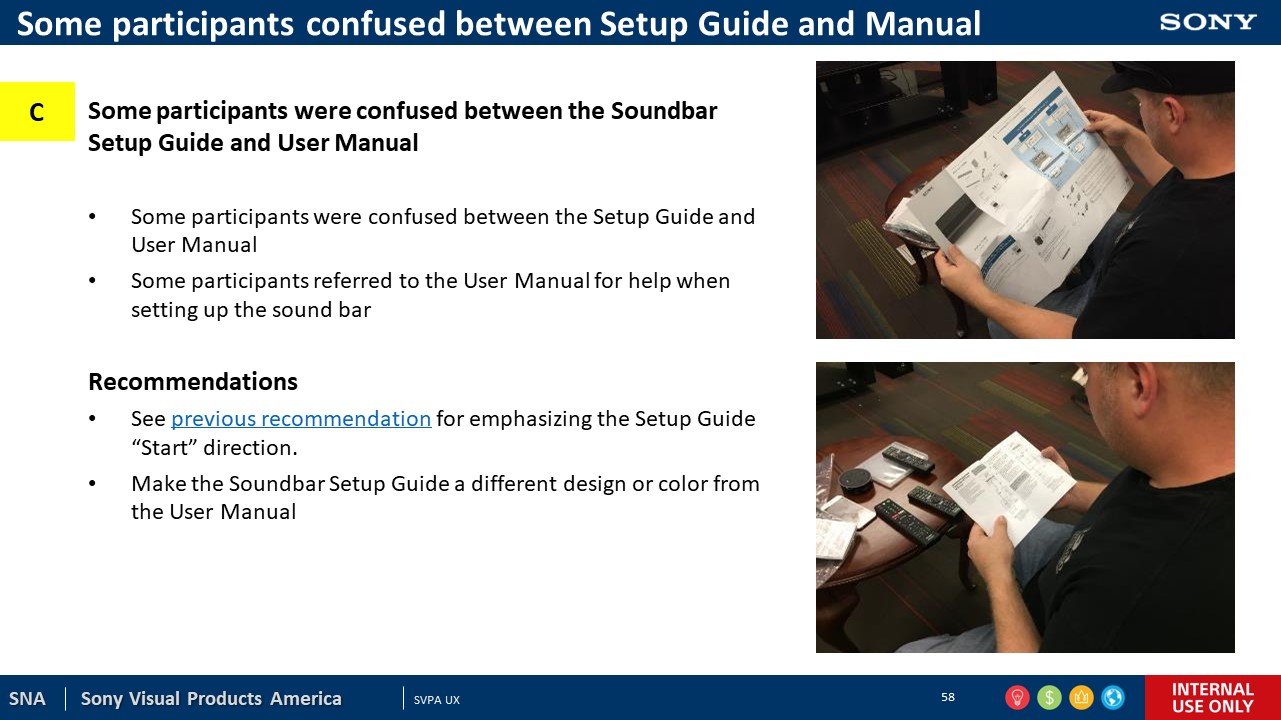 Some participants confused between Setup Guide and Manual
SONY
C
Some participants were confused between the Soundbar
Setup Guide and User Manual
• Some participants were confused between the Setup Guide and
User Manual
• Some participants referred to the User Manual for help when
setting up the sound bar
Recommendations
• See previous recommendation for emphasizing the Setup Guide
“Start” direction.
• Make the Soundbar Setup Guide a different design or color from
the User Manual
SNA
Sony Visual Products America
SVPA UX
58
INTERNAL
USE ONLY